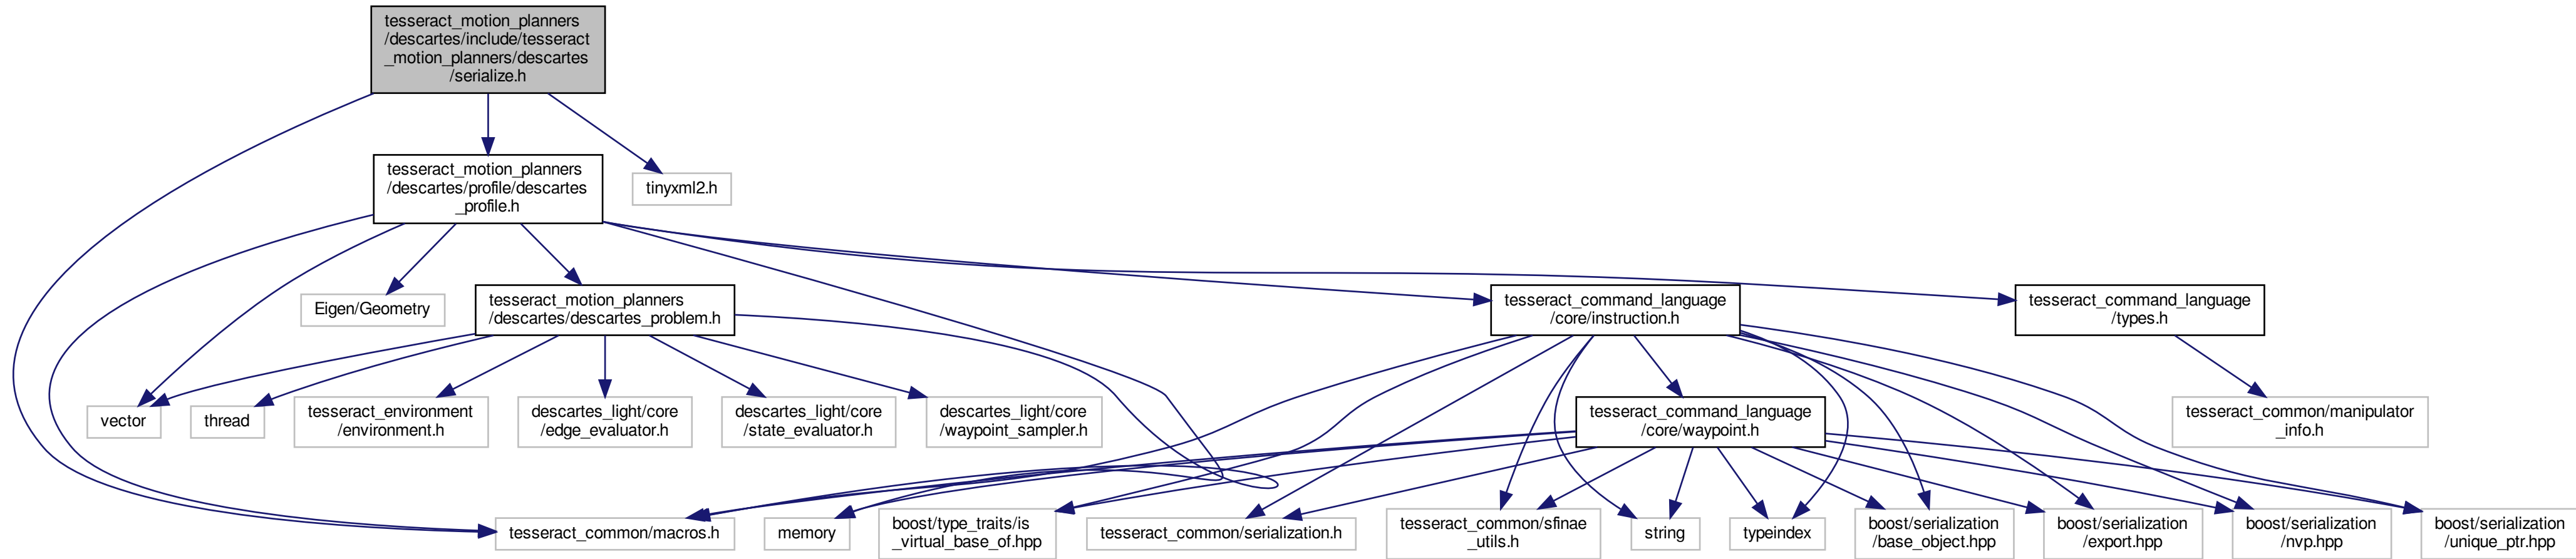 tesseract_motion_planners
/descartes/include/tesseract
_motion_planners/descartes
/serialize.h
tesseract_motion_planners
/descartes/profile/descartes
_profile.h
tinyxml2.h
Eigen/Geometry
tesseract_motion_planners
/descartes/descartes_problem.h
tesseract_command_language
/core/instruction.h
tesseract_command_language
/types.h
vector
thread
tesseract_environment
/environment.h
descartes_light/core
/edge_evaluator.h
descartes_light/core
/state_evaluator.h
descartes_light/core
/waypoint_sampler.h
tesseract_command_language
/core/waypoint.h
tesseract_common/manipulator
_info.h
tesseract_common/macros.h
memory
boost/type_traits/is
_virtual_base_of.hpp
tesseract_common/serialization.h
tesseract_common/sfinae
_utils.h
string
typeindex
boost/serialization
/base_object.hpp
boost/serialization
/export.hpp
boost/serialization
/nvp.hpp
boost/serialization
/unique_ptr.hpp